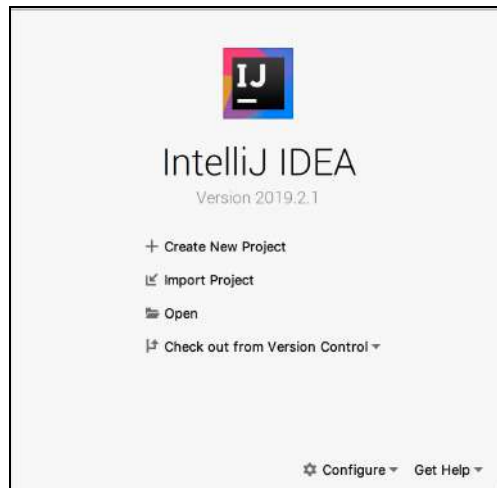 IJ
IntelliJ IDEA
Version 2019.2.1
Create New Project
Import Project
Open
Check out from Version Control
Configure Get Help